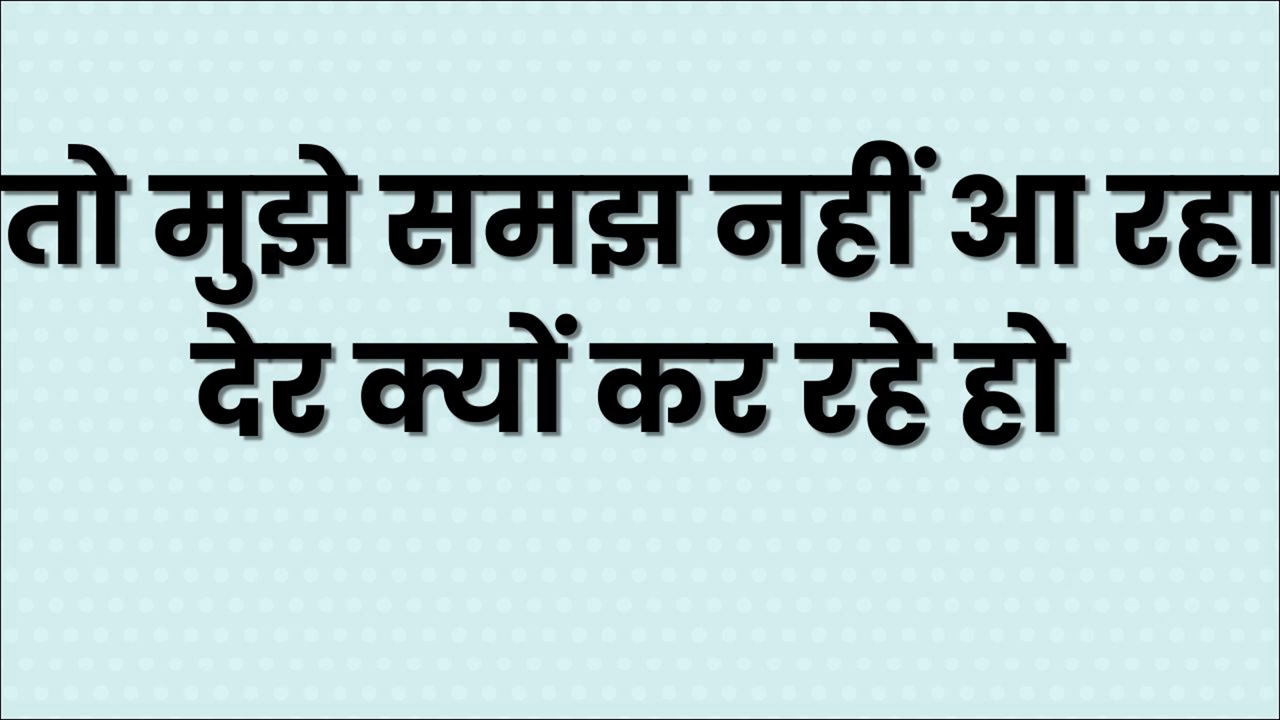 तो मुझे समझ नहीं आ रहा
देर क्यों कर रहे हो